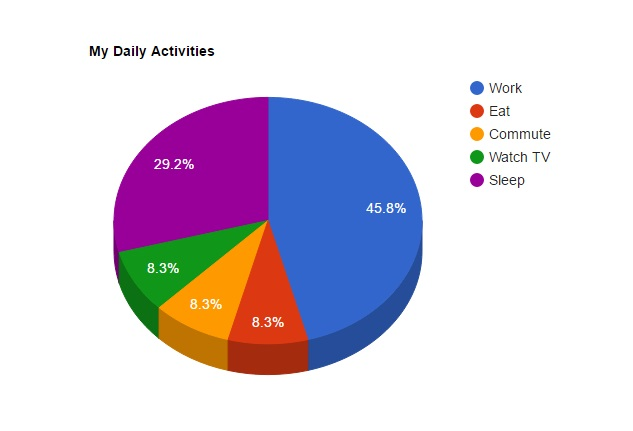 My Daily Activities
Work
Eat
Commute
Watch TV
Sleep
29.2%
45.8%
8.3%
8.3%
8.3%